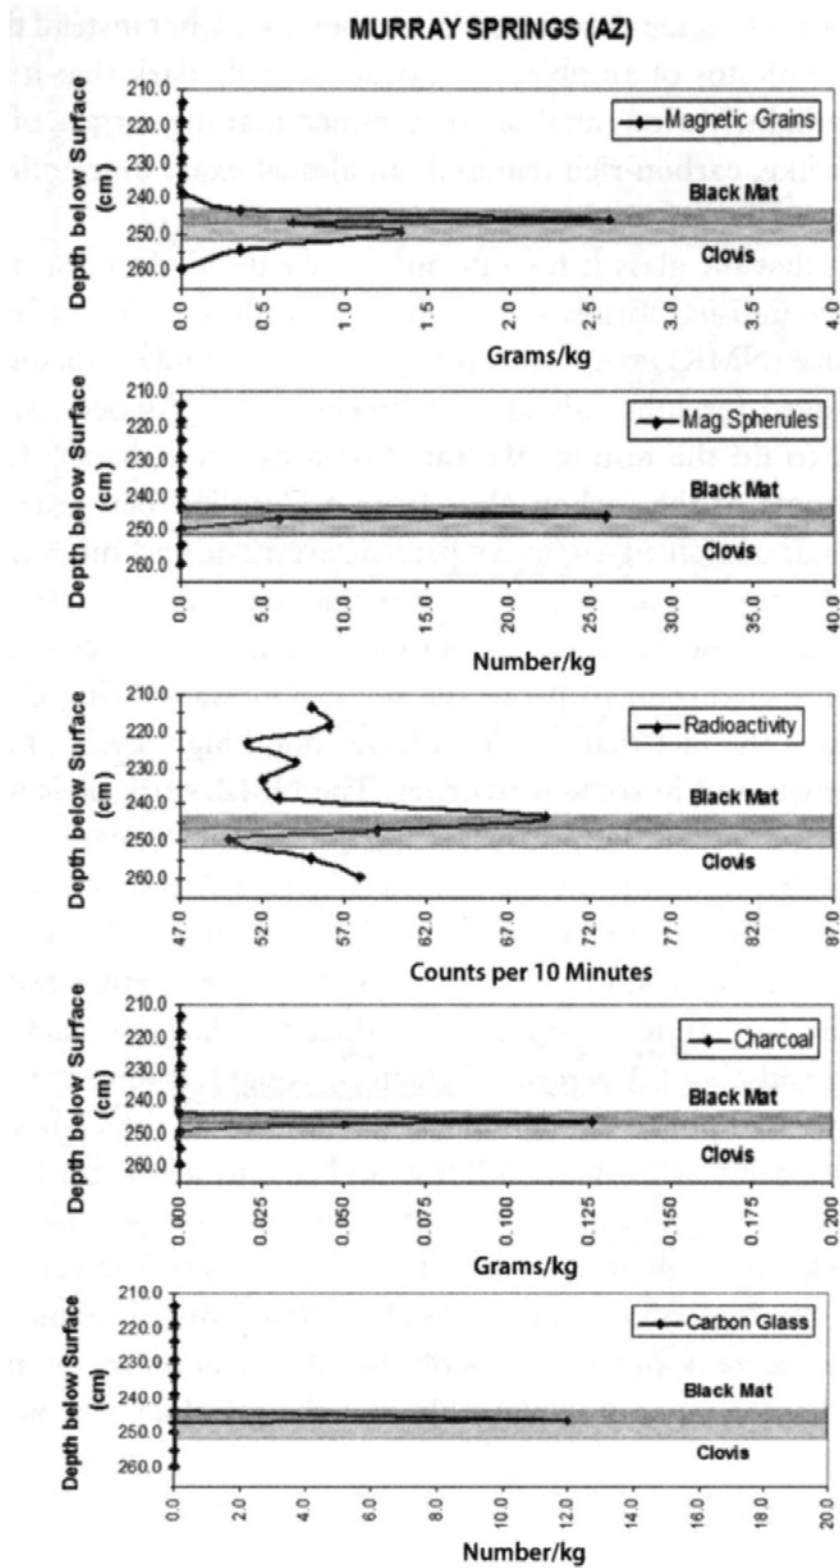 MURRAY SPRINGS (AZ)
Depth below Surface
(cm)
210.0
220.0
230.0
240.0
250.0
260.0
Magnetic Grains
Black Mat
Clovis
0.0
0.5
1.0
1.5
2.0
2.5
3.0
3.5
4.0
Grams/kg
Depth below Surface
(cm)
210.0
220.0
230.0
240.0
250.0
260.0
Mag Spherules
Black Mat
Clovis
0.0
5.0
10.0
15.0
20.0
25.0
30.0
35.0
40.0
Number/kg
Depth below Surface
(cm)
210.0
220.0
230.0
240.0
250.0
260.0
Radioactivity
Black Mat
Clovis
47.0
52.0
57.0
62.0
67.0
72.0
77.0
82.0
87.0
Counts per 10 Minutes
Depth below Surface
(cm)
210.0
220.0
230.0
240.0
250.0
260.0
Charcoal
Black Mat
Clovis
0.000
0.025
0.050
0.075
0.100
0.125
0.150
0.175
0.200
Grams/kg
Depth below Surface
(cm)
210.0
220.0
230.0
240.0
250.0
260.0
Carbon Glass
Black Mat
Clovis
0.0
2.0
4.0
6.0
8.0
10.0
12.0
14.0
16.0
18.0
20.0
Number/kg